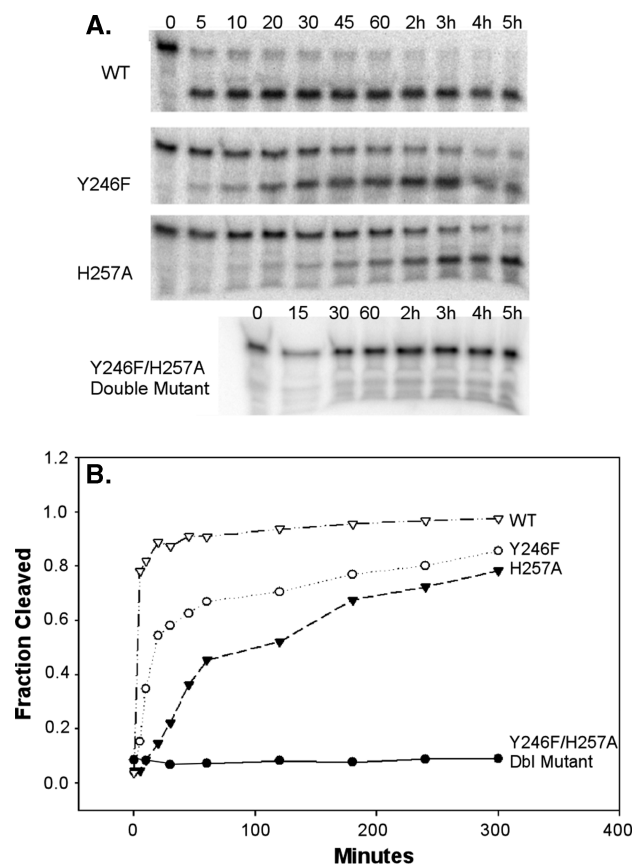 A.
0 5 10 20 30 45 60 2h 3h 4h 5h
WT
Y246F
H257A
0 15 30 60 2h 3h 4h 5h
Y246F/H257A
Double Mutant
B.
1.2
1.0
0.8
0.6
0.4
0.2
0.0
Fraction Cleaved
WT
Y246F
H257A
Y246F/H257A
Dbl Mutant
0 100 200 300 400
Minutes